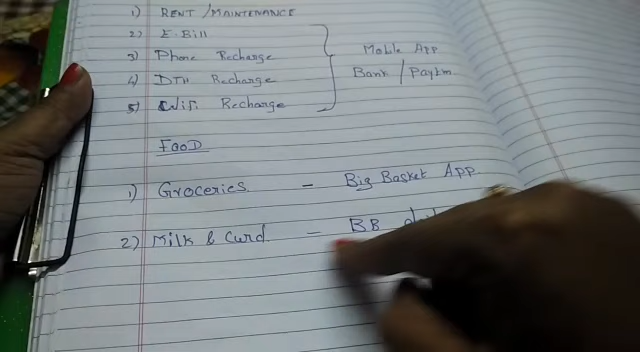 1) RENT / MAINTENANCE
2) E. Bill
3) Phone Recharge
4) DTH Recharge
5) Wifi Recharge
Mobile App
Bank / Paytm
FOOD
1) Groceries - Big Basket App
2) Milk & Curd - BB